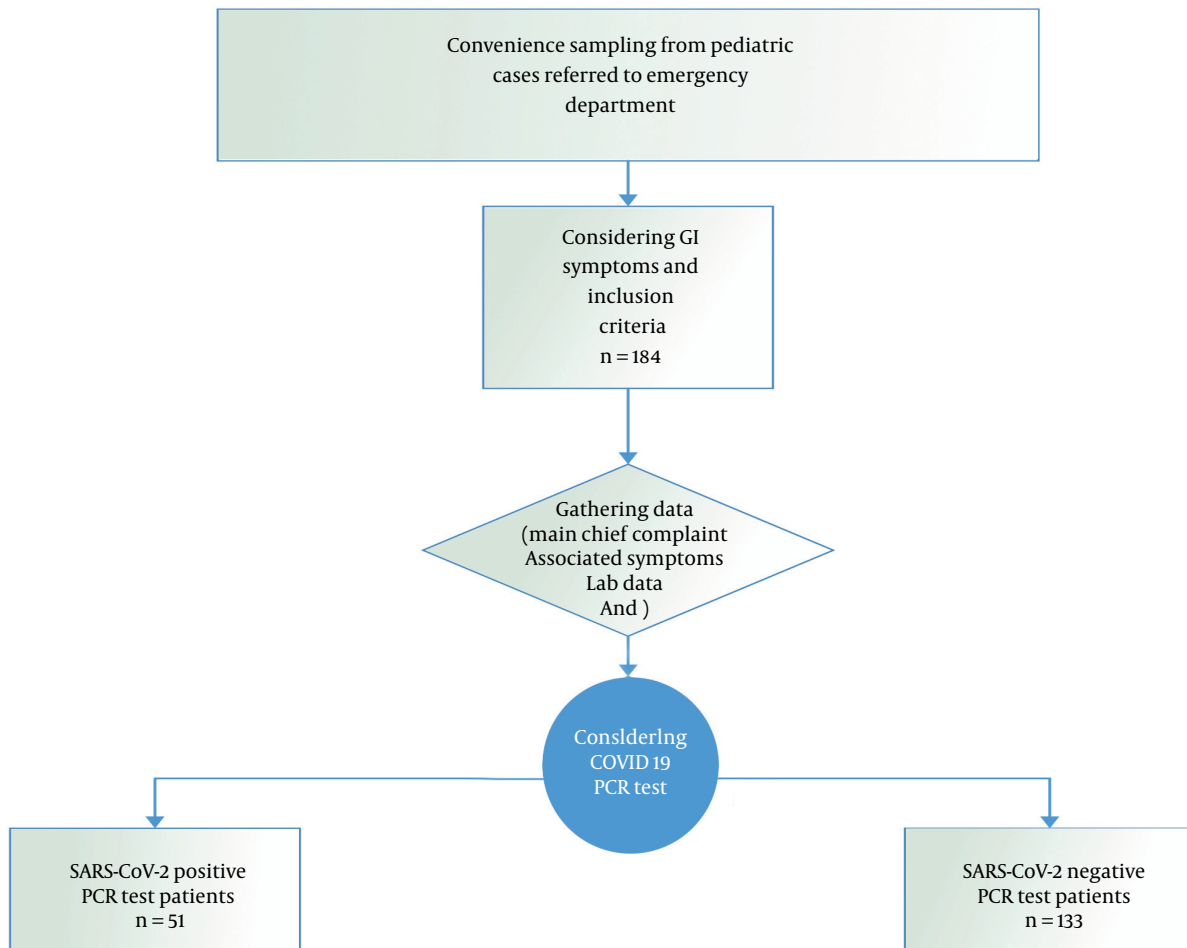 Convenience sampling from pediatric
cases referred to emergency
department
Considering GI
symptoms and
inclusion
criteria
n = 184
Gathering data
(main chief complaint
Associated symptoms
Lab data
And )
Conslderlng
COVID 19
PCR test
SARS-CoV-2 positive
PCR test patients
n = 51
SARS-CoV-2 negative
PCR test patients
n = 133